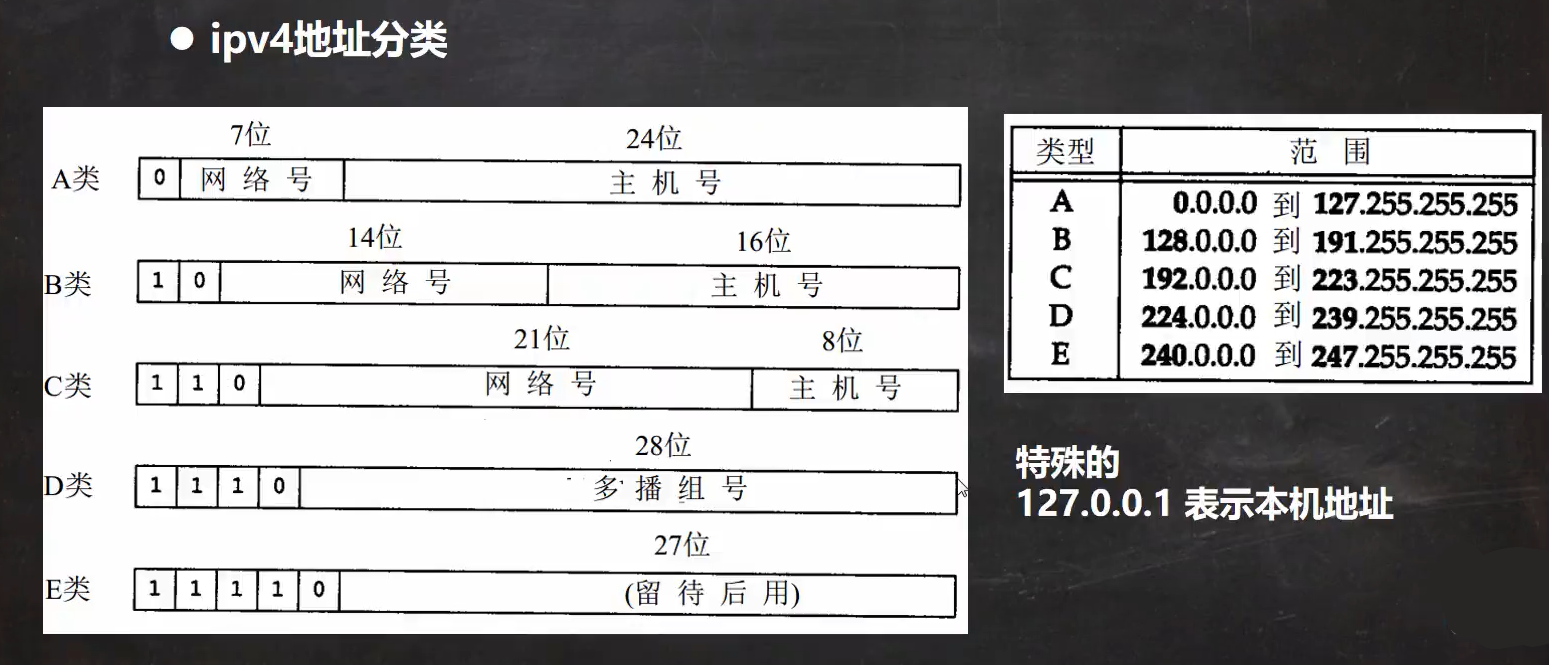 ● ipv4地址分类
7位 24位
A类 0 网络号 主机号
14位 16位
B类 1 0 网络号 主机号
21位 8位
C类 1 1 0 网络号 主机号
28位
D类 1 1 1 0 多播组号
27位
E类 1 1 1 1 0 (留待后用)
类型 范围
A 0.0.0.0 到 127.255.255.255
B 128.0.0.0 到 191.255.255.255
C 192.0.0.0 到 223.255.255.255
D 224.0.0.0 到 239.255.255.255
E 240.0.0.0 到 247.255.255.255
特殊的
127.0.0.1 表示本机地址